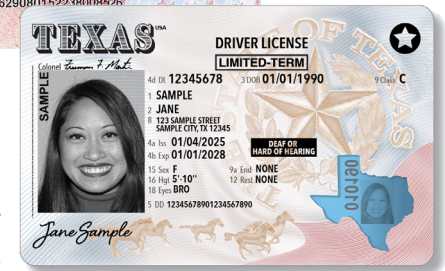 TEXAS USA
DRIVER LICENSE
LIMITED-TERM
Colonel
SAMPLE
4d DL 12345678 3 DOB 01/01/1990 9 Class C
1 SAMPLE
2 JANE
8 123 SAMPLE STREET
SAMPLE CITY, TX 12345
4a Iss 01/04/2025
4b Exp 01/01/2028
DEAF OR
HARD OF HEARING
15 Sex F 9a End NONE
16 Hgt 5'-10" 12 Rest NONE
18 Eyes BRO
5 DD 12345678901234567890
010190
Jane Sample